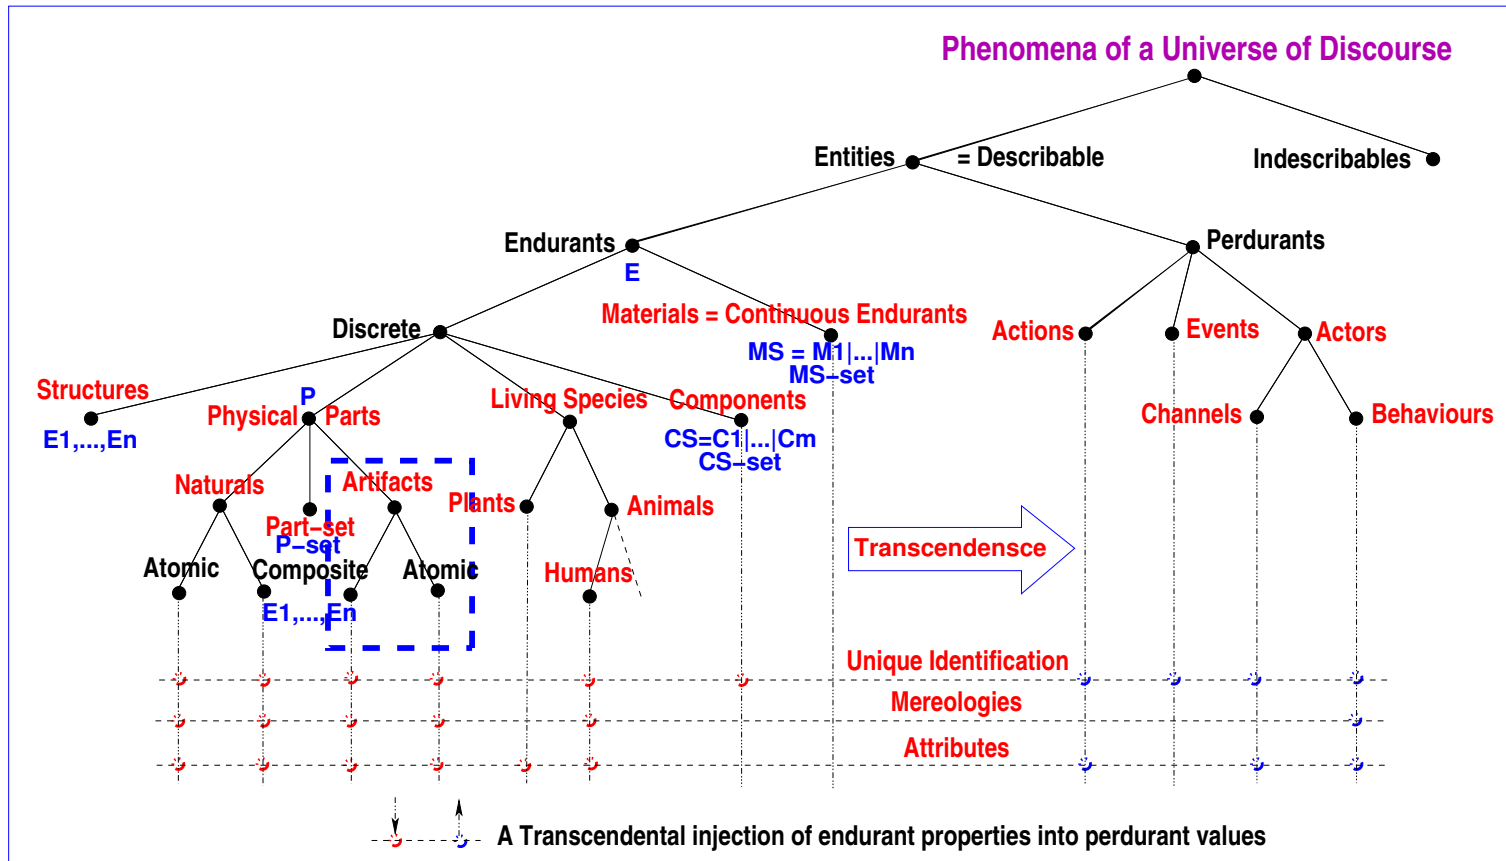 Phenomena of a Universe of Discourse
Entities
= Describable
Indescribables
Endurants
E
Perdurants
Discrete
Materials = Continuous Endurants
MS = M1|...|Mn
MS-set
Actions
Events
Actors
Structures
E1,...,En
P
Physical Parts
Living Species
Components
CS=C1|...|Cm
CS-set
Channels
Behaviours
Naturals
Part-set
P-set
Artifacts
Plants
Animals
Atomic
Composite
E1,...,En
Atomic
Humans
Transcendensce
Unique Identification
Mereologies
Attributes
A Transcendental injection of endurant properties into perdurant values